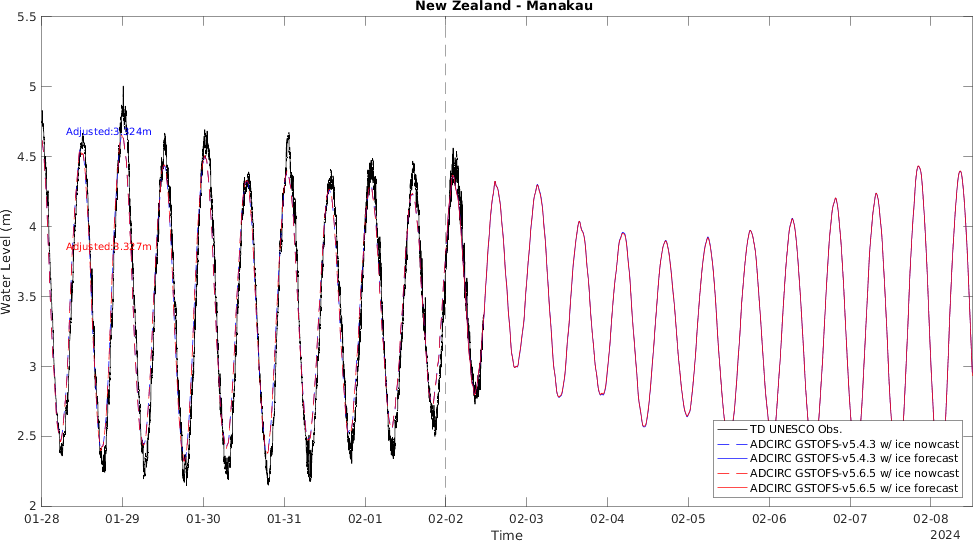 New Zealand - Manakau
5.5
5
4.5
4
3.5
3
2.5
2
Water Level (m)
Adjusted:3.324m
Adjusted:3.327m
TD UNESCO Obs.
ADCIRC GSTOFS-v5.4.3 w/ ice nowcast
ADCIRC GSTOFS-v5.4.3 w/ ice forecast
ADCIRC GSTOFS-v5.6.5 w/ ice nowcast
ADCIRC GSTOFS-v5.6.5 w/ ice forecast
01-28 01-29 01-30 01-31 02-01 02-02 02-03 02-04 02-05 02-06 02-07 02-08
Time
2024